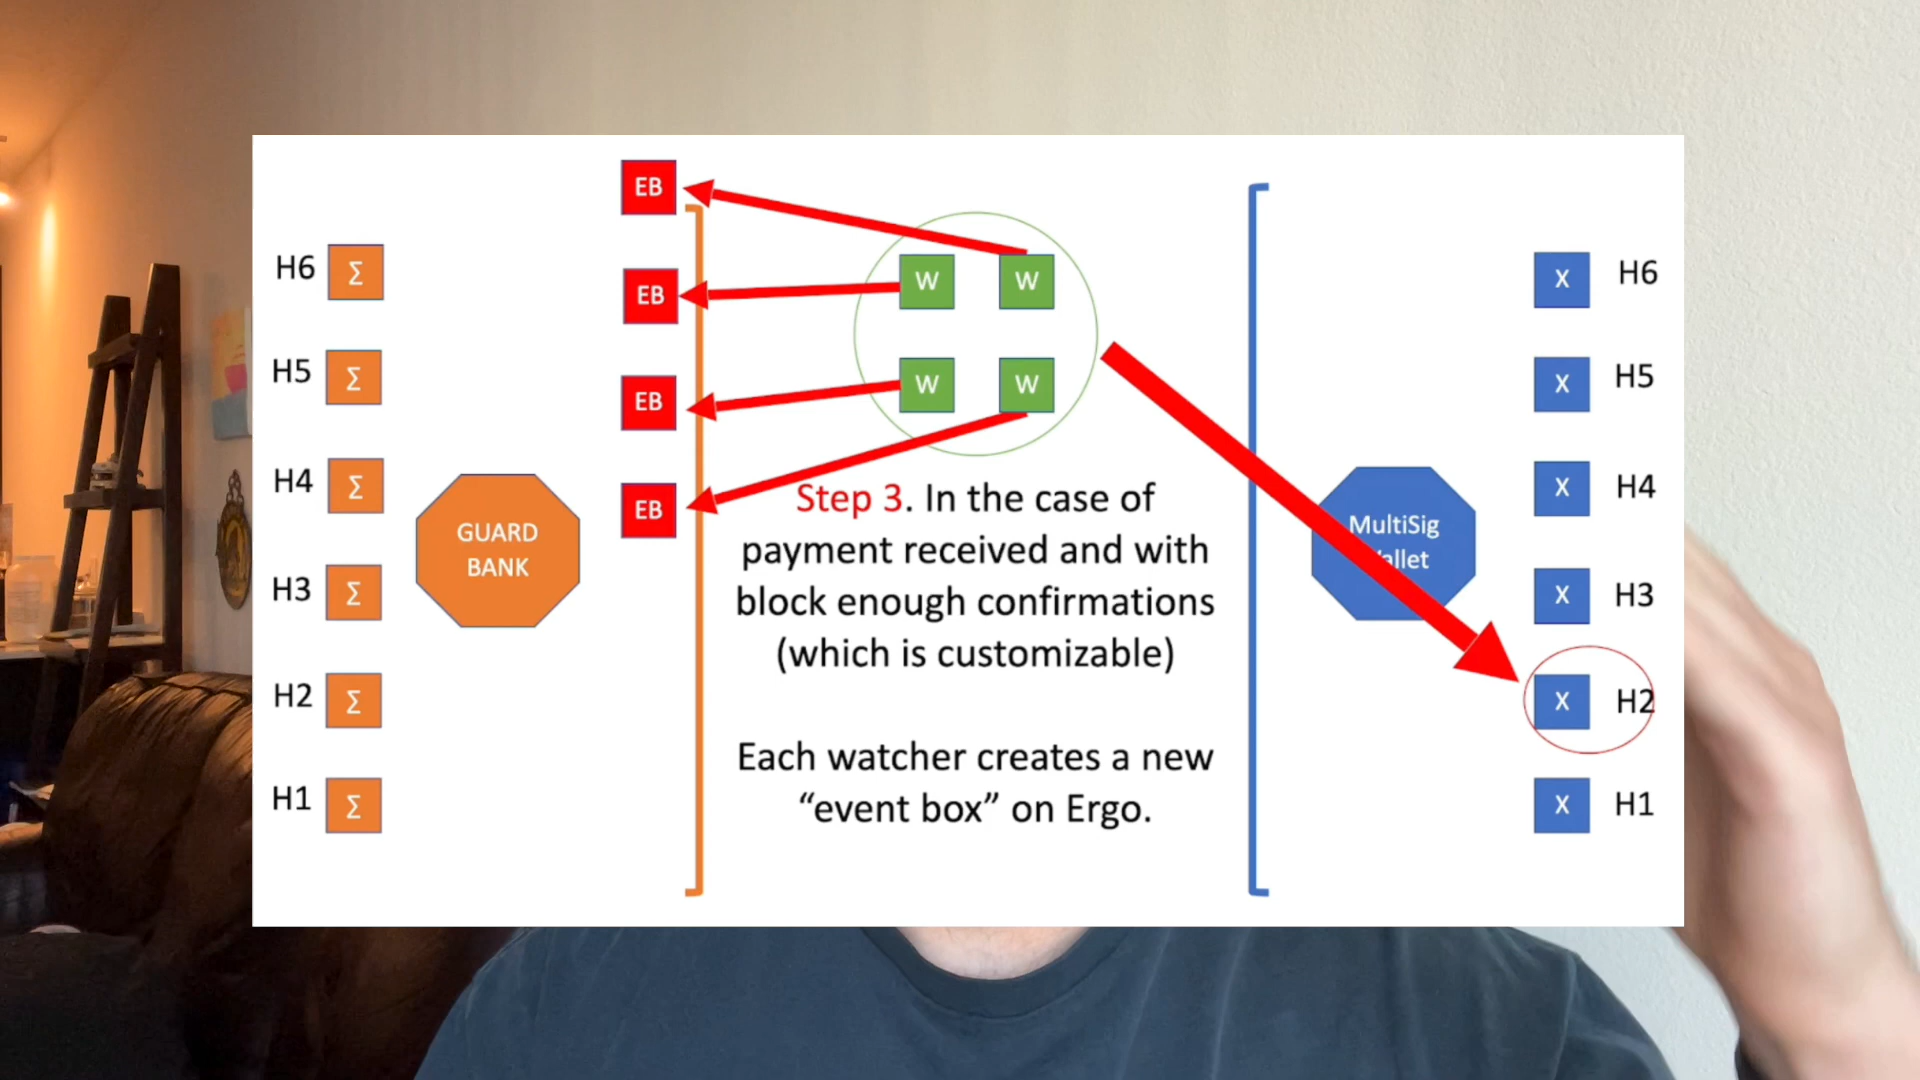 EB
EB
EB
EB
H6 Σ
H5 Σ
H4 Σ
H3 Σ
H2 Σ
H1 Σ
GUARD
BANK
W W
W W
Step 3. In the case of
payment received and with
block enough confirmations
(which is customizable)
Each watcher creates a new
“event box” on Ergo.
MultiSig
X H6
X H5
X H4
X H3
X H2
X H1